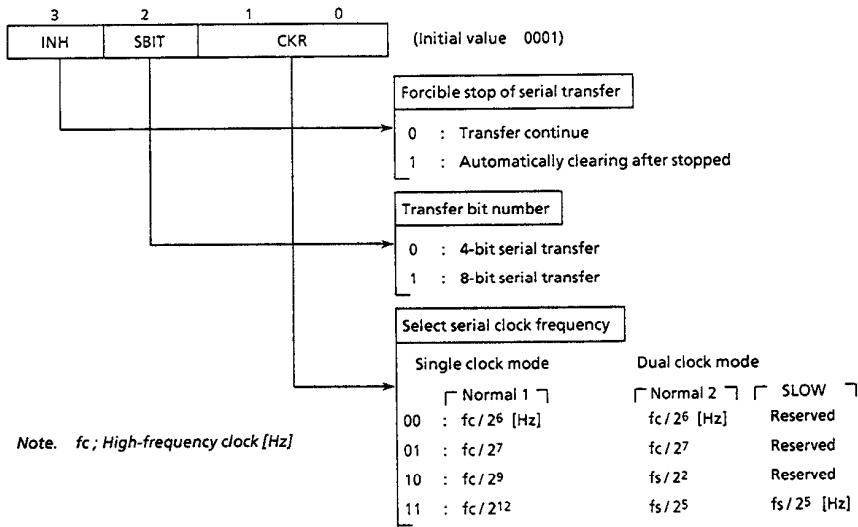 3 2 1 0
INH SBIT CKR (Initial value 0001)
Forcible stop of serial transfer
0 : Transfer continue
1 : Automatically clearing after stopped
Transfer bit number
0 : 4-bit serial transfer
1 : 8-bit serial transfer
Select serial clock frequency
Single clock mode Dual clock mode
Normal 1 Normal 2 SLOW
00 : fc/2⁶ [Hz] fc/2⁶ [Hz] Reserved
01 : fc/2⁷ fc/2⁷ Reserved
10 : fc/2⁹ fs/2² Reserved
11 : fc/2¹² fs/2⁵ fs/2⁵ [Hz]
Note. fc; High-frequency clock [Hz]